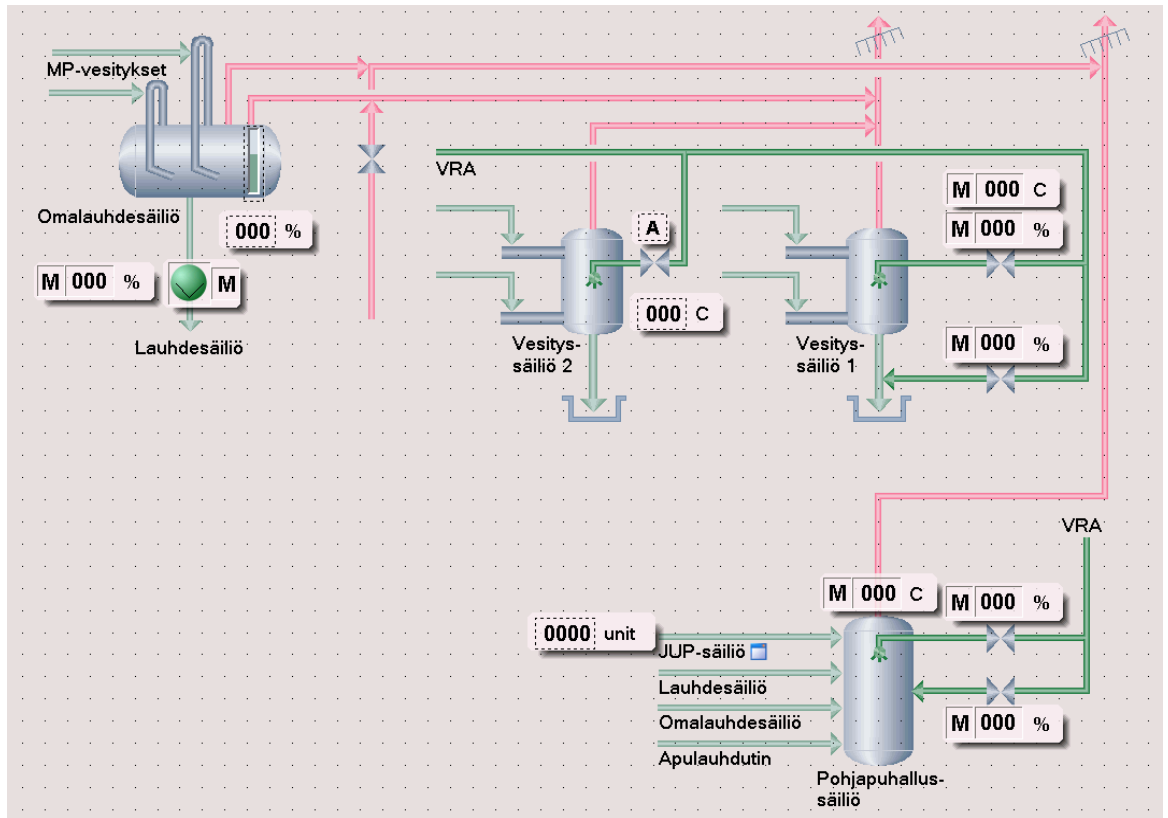 MP-vesitykset
VRA
M 000 C
Omalauhdesäiliö
000 %
A
M 000 %
M 000 %
M
000 C
Lauhdesäiliö
Vesitys-
säiliö 2
Vesitys-
säiliö 1
M 000 %
VRA
M 000 C
M 000 %
0000 unit
JUP-säiliö
Lauhdesäiliö
Omalauhdesäiliö
M 000 %
Apulauhdutin
Pohjapuhallus-
säiliö